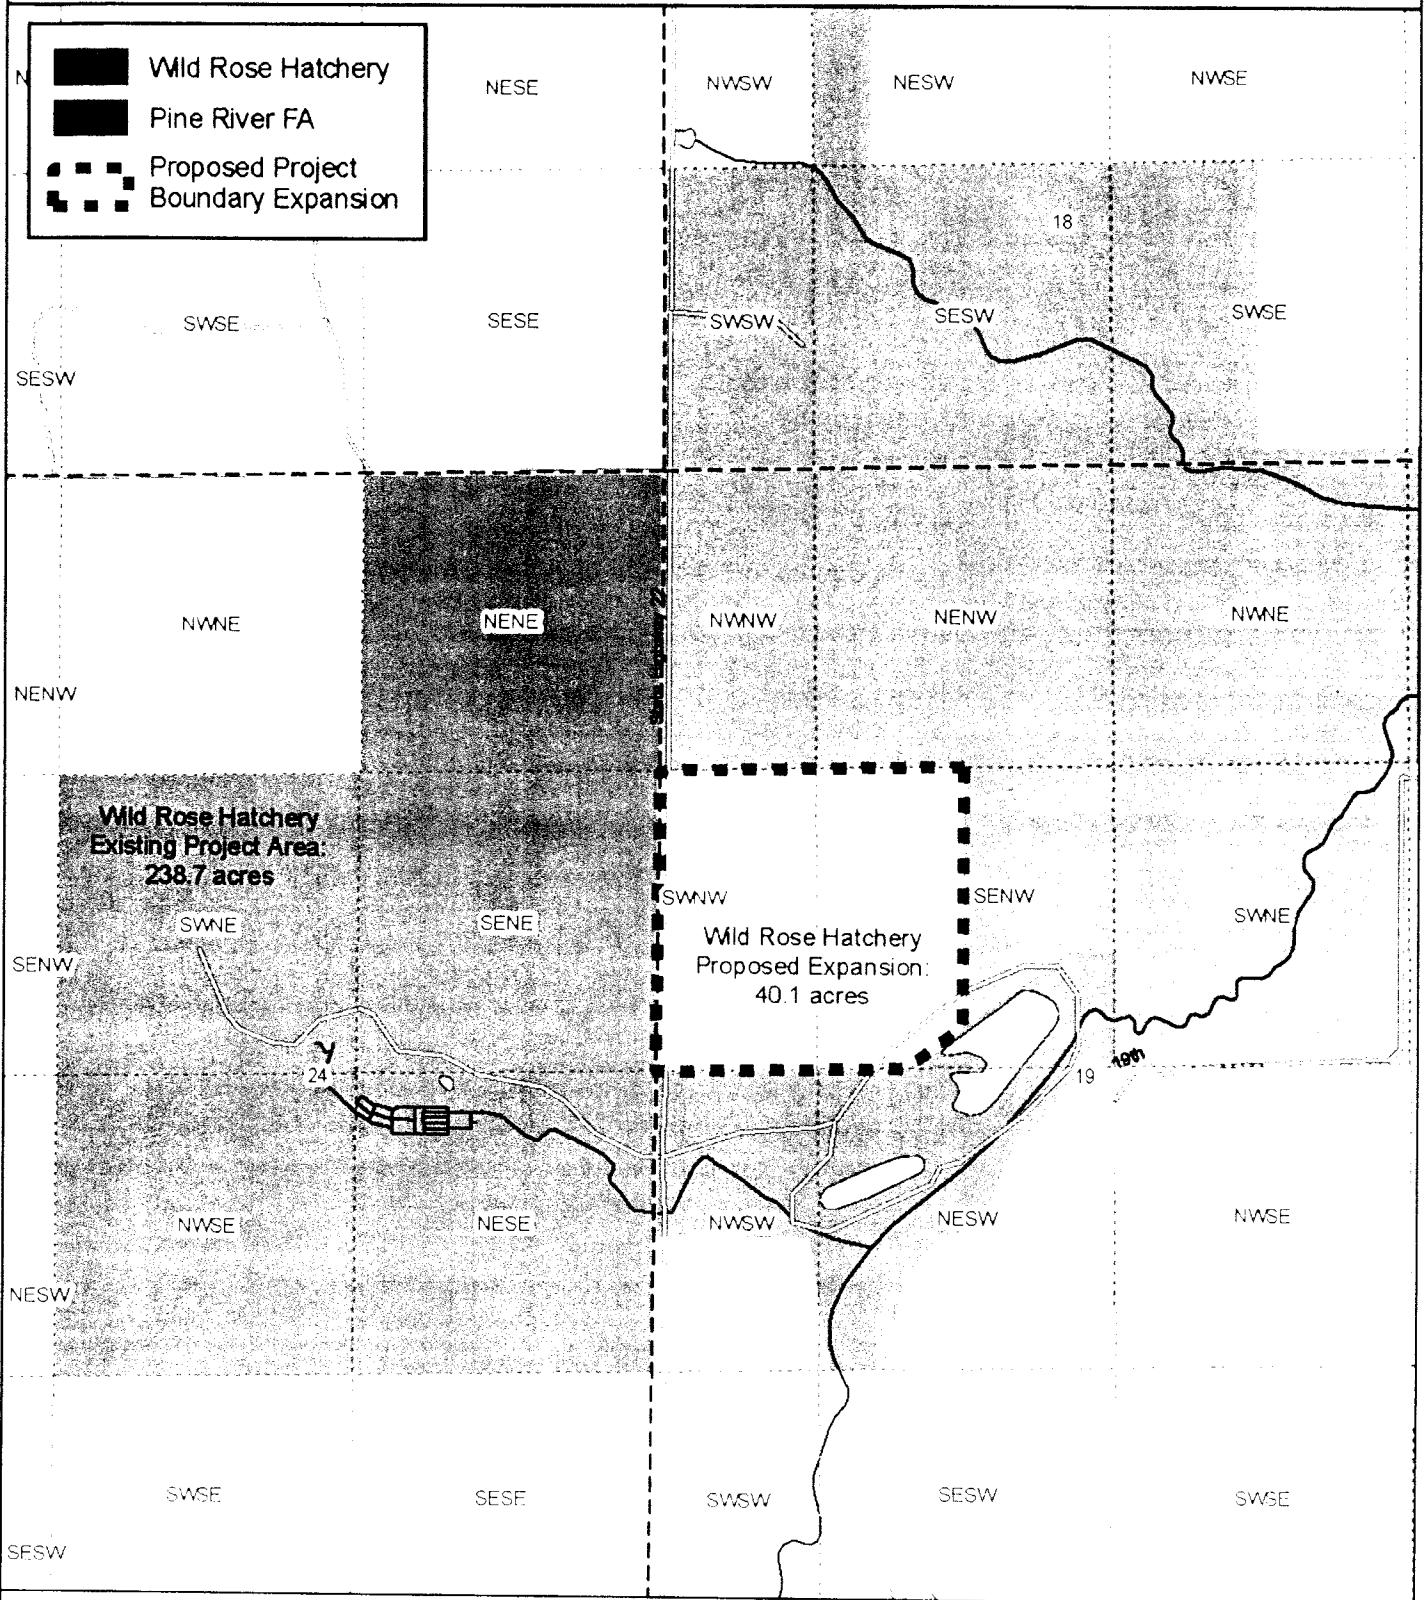 Wild Rose Hatchery
Pine River FA
Proposed Project
Boundary Expansion
N
NESE
NWSW
NESW
NWSE
18
SWSE
SESE
SWSW
SESW
SWSE
SESW
NWNE
NENE
NWNW
NENW
NWNE
NENW
Wild Rose Hatchery
Existing Project Area:
238.7 acres
SWNE
SENE
SWNW
SENW
SWNE
SENW
Wild Rose Hatchery
Proposed Expansion:
40.1 acres
24
19
19th
NWSE
NESE
NWSW
NESW
NWSE
NESW
SWSE
SESE
SWSW
SESW
SWSE
SESW